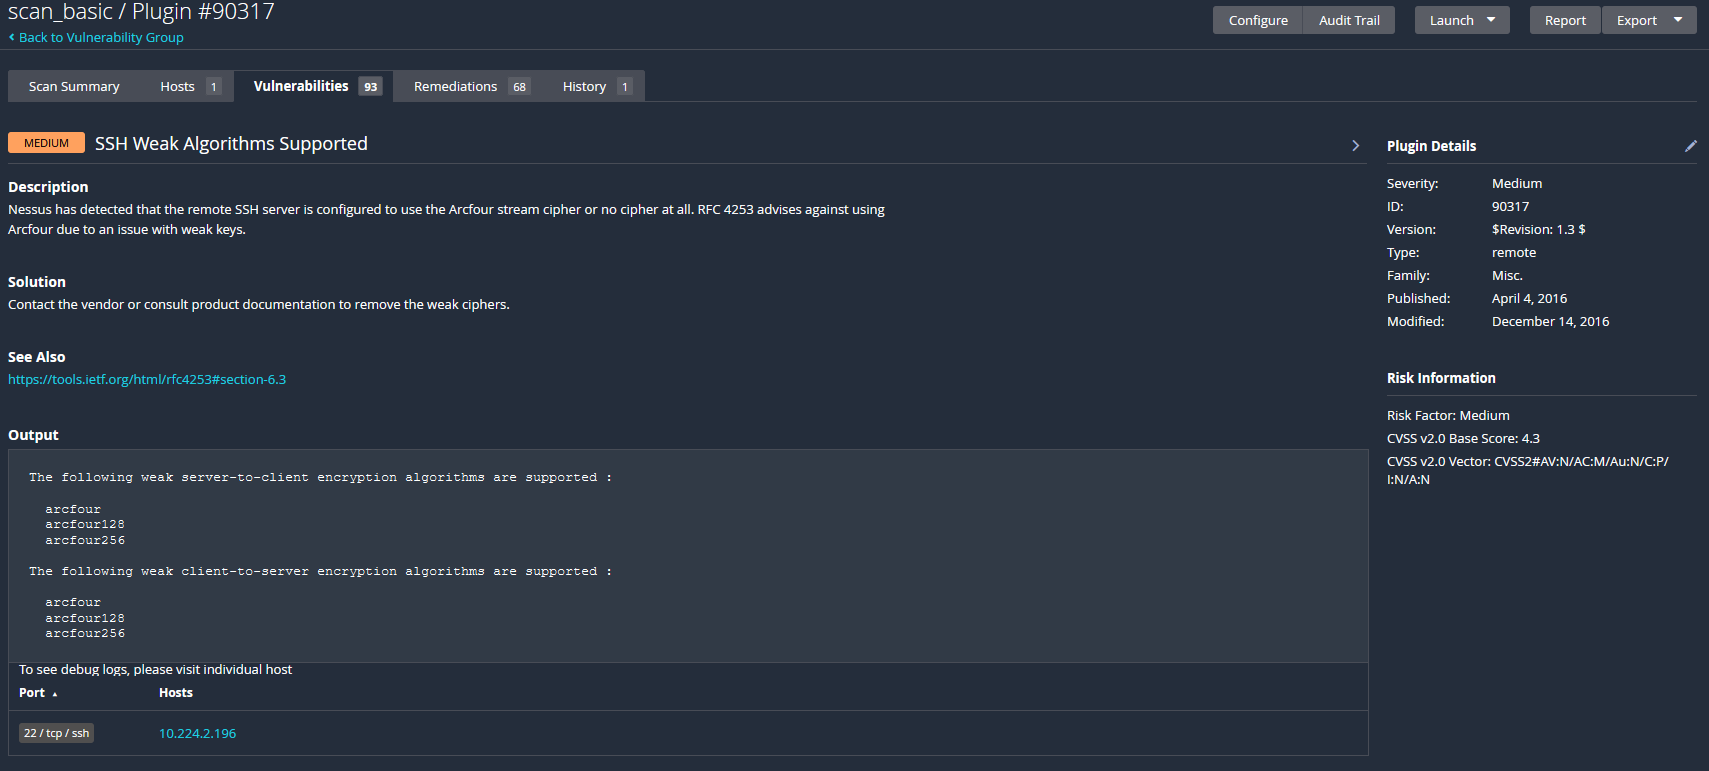 scan_basic / Plugin #90317
Back to Vulnerability Group
Configure Audit Trail Launch Report Export
Scan Summary Hosts 1 Vulnerabilities 93 Remediations 68 History 1
MEDIUM SSH Weak Algorithms Supported
Description
Nessus has detected that the remote SSH server is configured to use the Arcfour stream cipher or no cipher at all. RFC 4253 advises against using
Arcfour due to an issue with weak keys.
Solution
Contact the vendor or consult product documentation to remove the weak ciphers.
See Also
https://tools.ietf.org/html/rfc4253#section-6.3
Output
The following weak server-to-client encryption algorithms are supported :
arcfour
arcfour128
arcfour256
The following weak client-to-server encryption algorithms are supported :
arcfour
arcfour128
arcfour256
To see debug logs, please visit individual host
Port Hosts
22 / tcp / ssh 10.224.2.196
Plugin Details
Severity: Medium
ID: 90317
Version: $Revision: 1.3 $
Type: remote
Family: Misc.
Published: April 4, 2016
Modified: December 14, 2016
Risk Information
Risk Factor: Medium
CVSS v2.0 Base Score: 4.3
CVSS v2.0 Vector: CVSS2#AV:N/AC:M/Au:N/C:P/
I:N/A:N